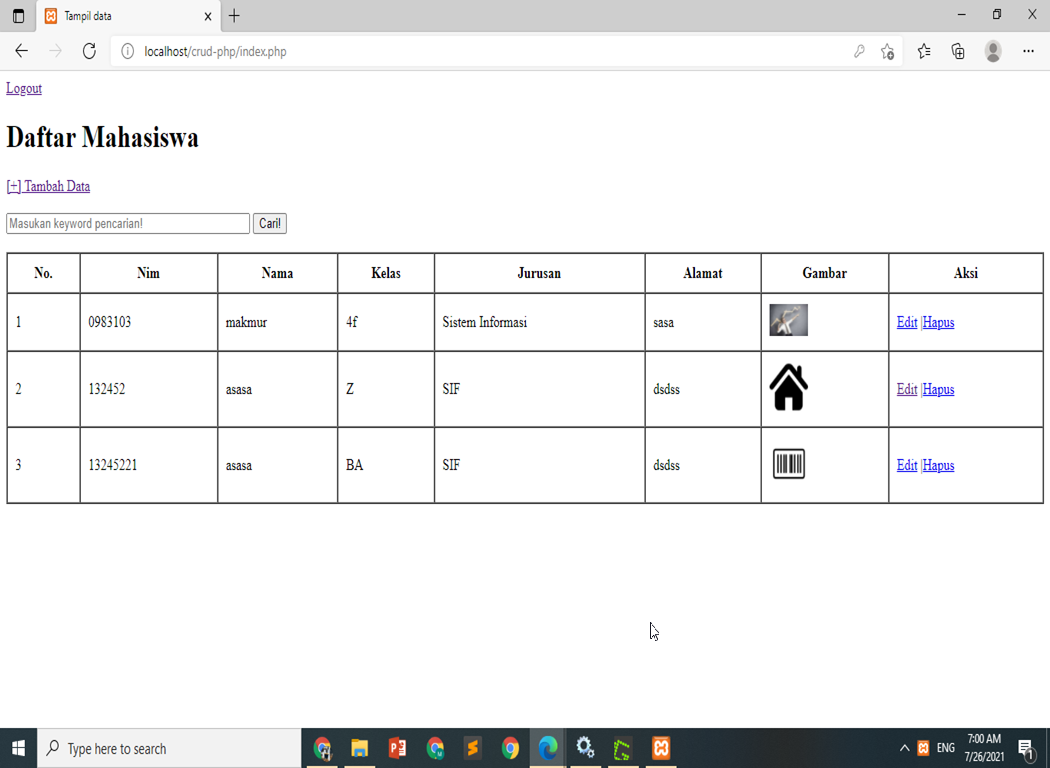 Tampil data
localhost/crud-php/index.php
Logout
Daftar Mahasiswa
[+] Tambah Data
Masukan keyword pencarian! Cari!
No. Nim Nama Kelas Jurusan Alamat Gambar Aksi
1 0983103 makmur 4f Sistem Informasi sasa Edit |Hapus
2 132452 asasa Z SIF dsdss Edit |Hapus
3 13245221 asasa BA SIF dsdss Edit |Hapus
Type here to search
ENG
7:00 AM
7/26/2021
1